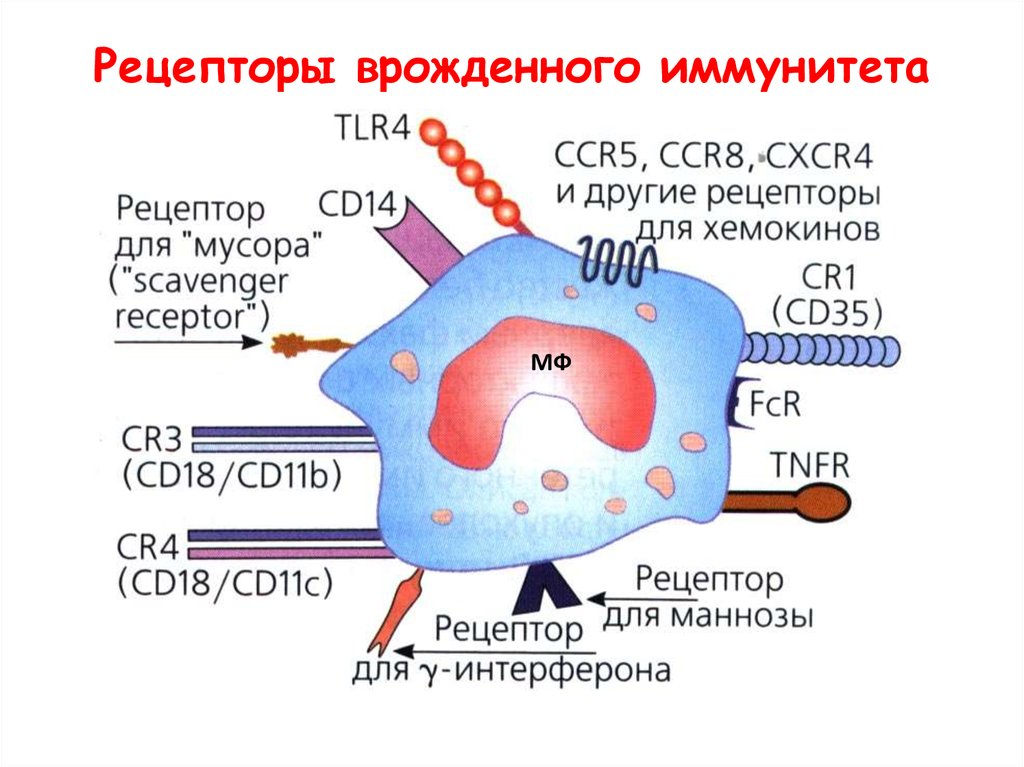 Рецепторы врожденного иммунитета
TLR4
CCR5, CCR8, CXCR4
и другие рецепторы
для хемокинов
CD14
Рецептор
для "мусора"
("scavenger
receptor")
CR1
(CD35)
МФ
FcR
CR3
(CD18/CD11b)
TNFR
CR4
(CD18/CD11c)
Рецептор
для маннозы
Рецептор
для γ-интерферона